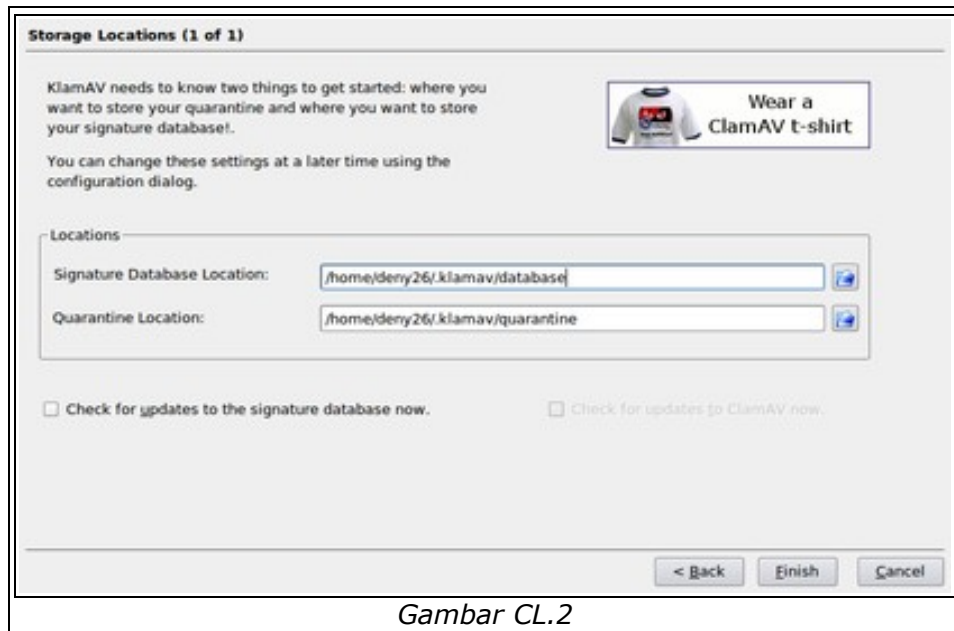 Storage Locations (1 of 1)
KlamAV needs to know two things to get started: where you
want to store your quarantine and where you want to store
your signature database!.
You can change these settings at a later time using the
configuration dialog.
Wear a
ClamAV t-shirt
Locations
Signature Database Location:
/home/deny26/.klamav/database
Quarantine Location:
/home/deny26/.klamav/quarantine
Check for updates to the signature database now.
Check for updates to ClamAV now.
< Back
Finish
Cancel
Gambar CL.2